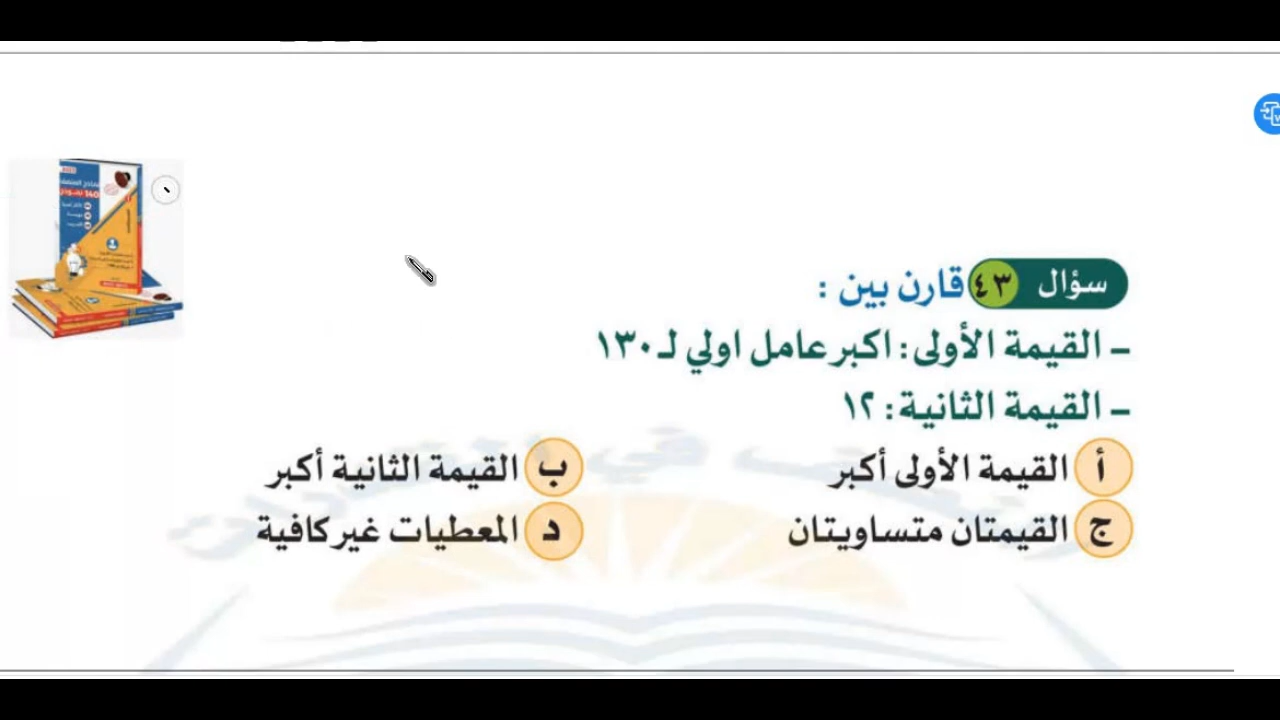 سؤال ٤٣ قارن بين :
- القيمة الأولى : اكبر عامل اولي لـ ١٣٠
- القيمة الثانية : ١٢
أ القيمة الأولى أكبر
ب القيمة الثانية أكبر
ج القيمتان متساويتان
د المعطيات غير كافية